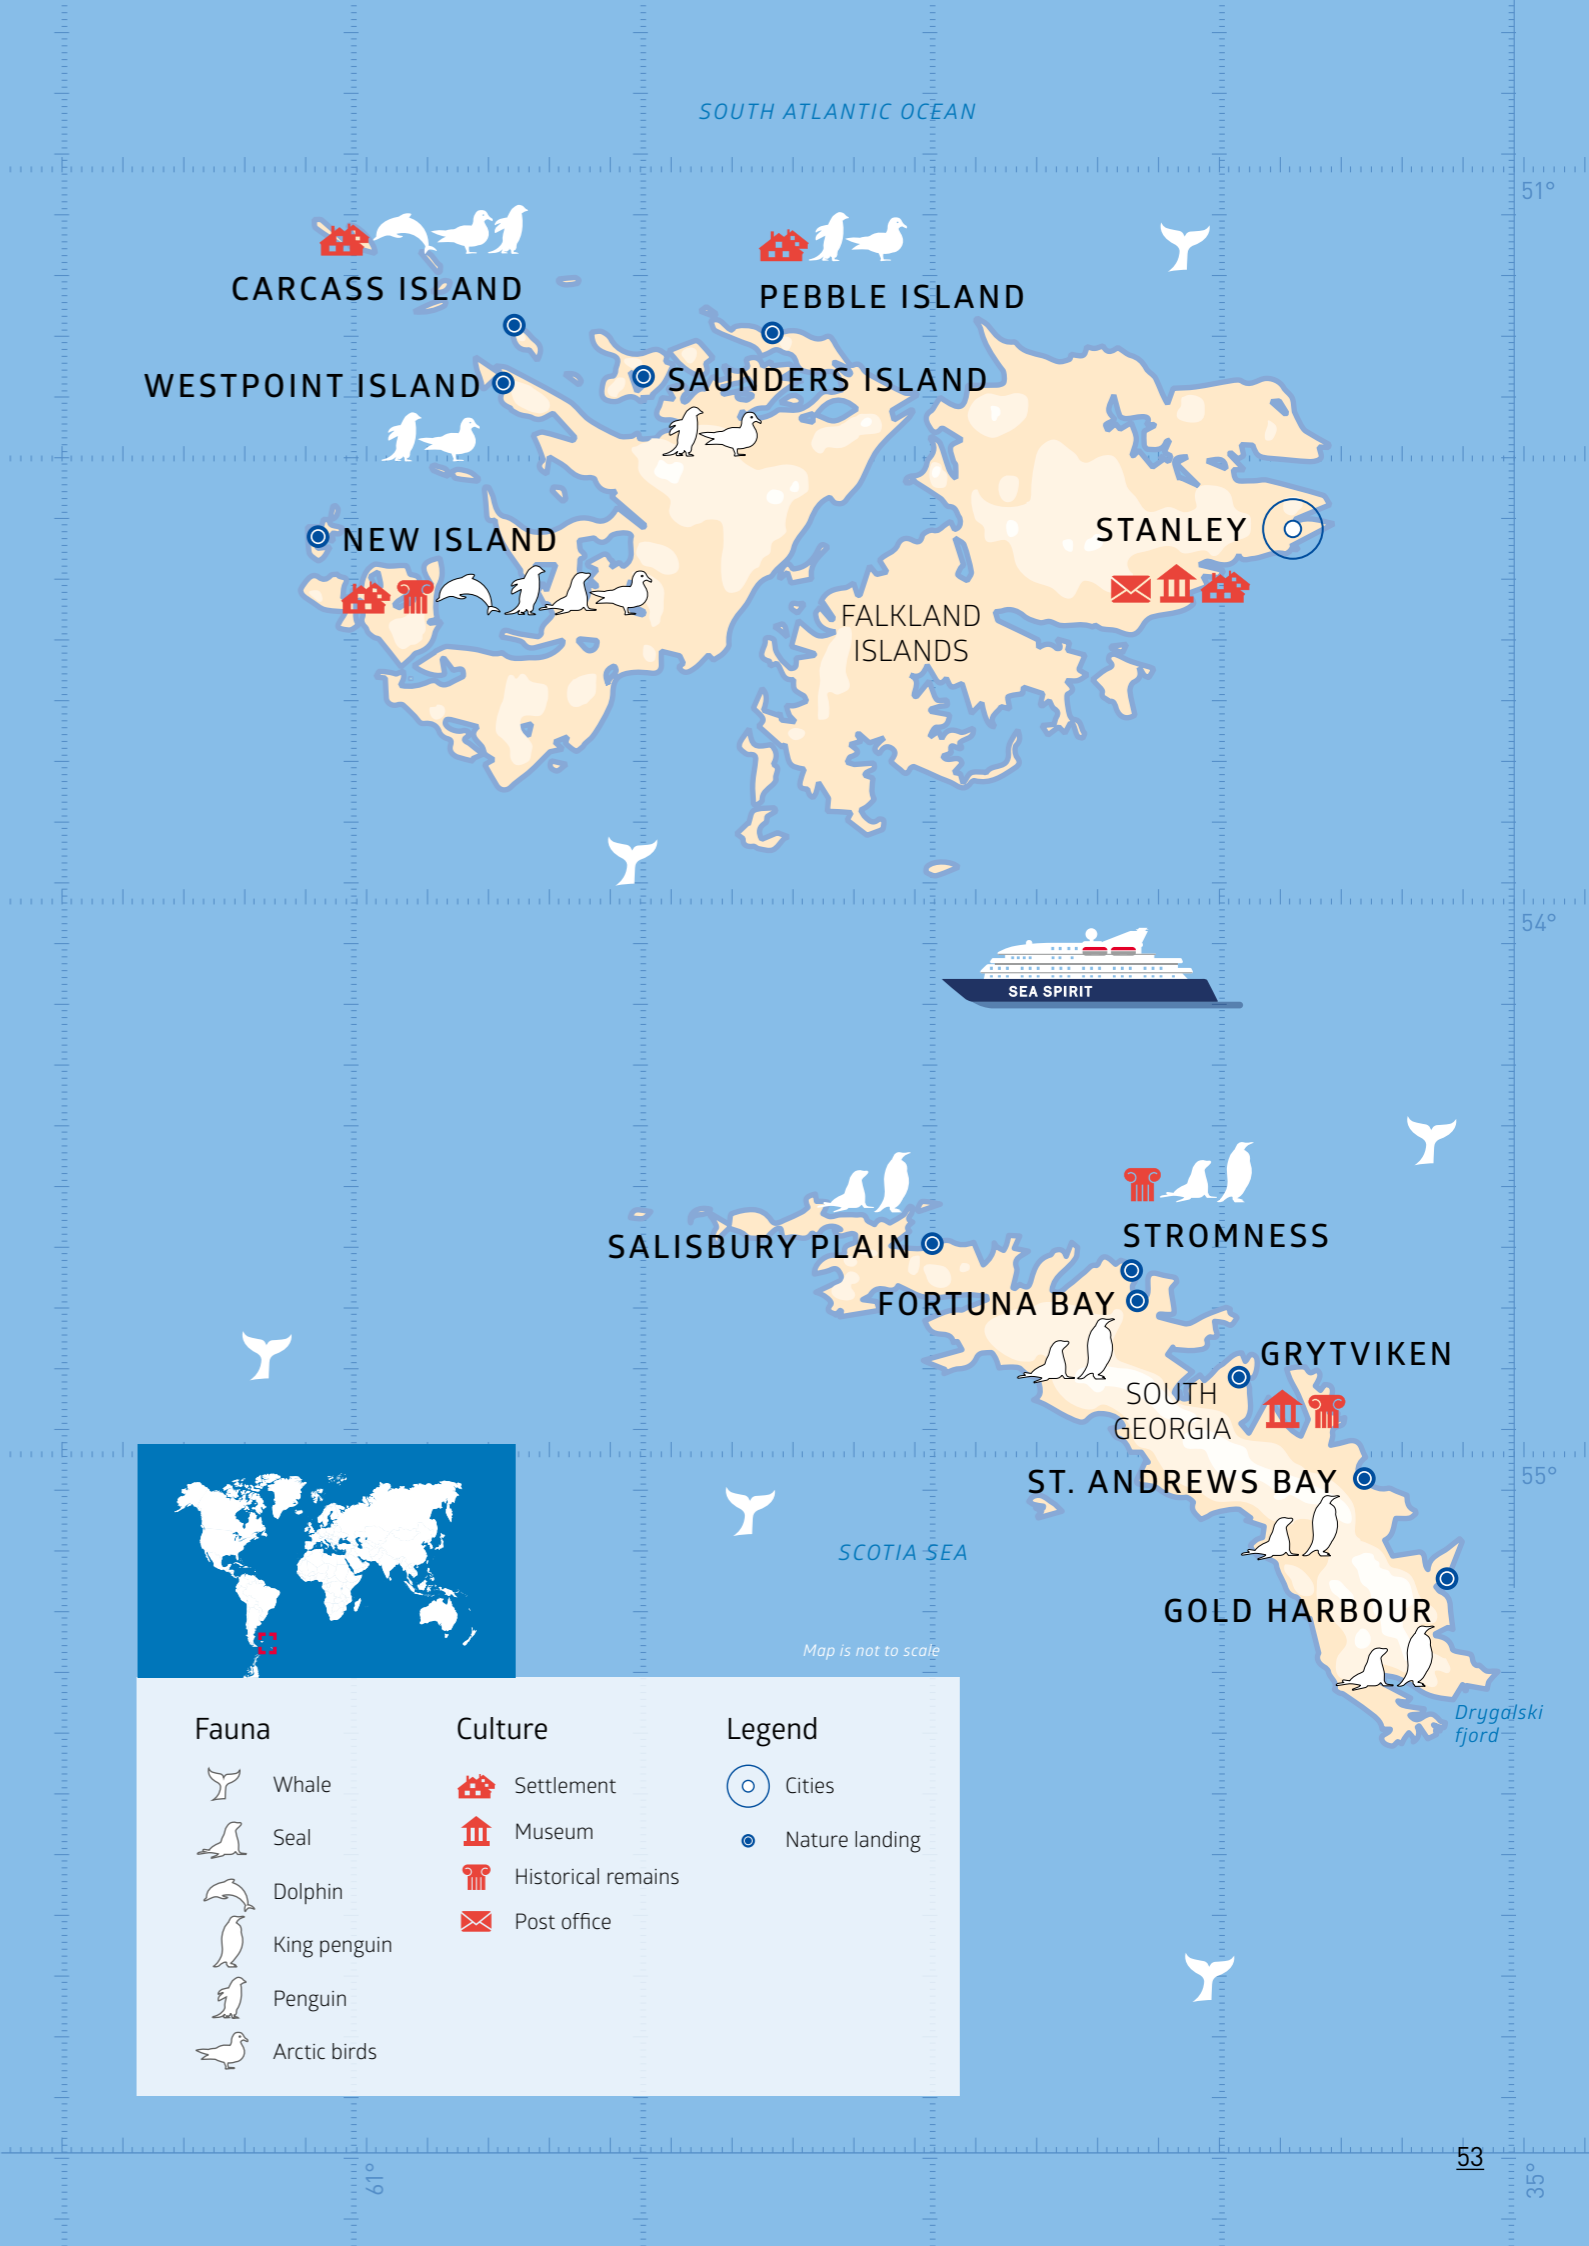 SOUTH ATLANTIC OCEAN
51°
CARCASS ISLAND
PEBBLE ISLAND
WESTPOINT ISLAND
SAUNDERS ISLAND
NEW ISLAND
STANLEY
FALKLAND
ISLANDS
54°
SEA SPIRIT
STROMNESS
SALISBURY PLAIN
FORTUNA BAY
GRYTVIKEN
SOUTH
GEORGIA
ST. ANDREWS BAY
55°
SCOTIA SEA
GOLD HARBOUR
Map is not to scale
Drygalski
fjord
Fauna
Whale
Seal
Dolphin
King penguin
Penguin
Arctic birds
Culture
Settlement
Museum
Historical remains
Post office
Legend
Cities
Nature landing
53
61°
35°